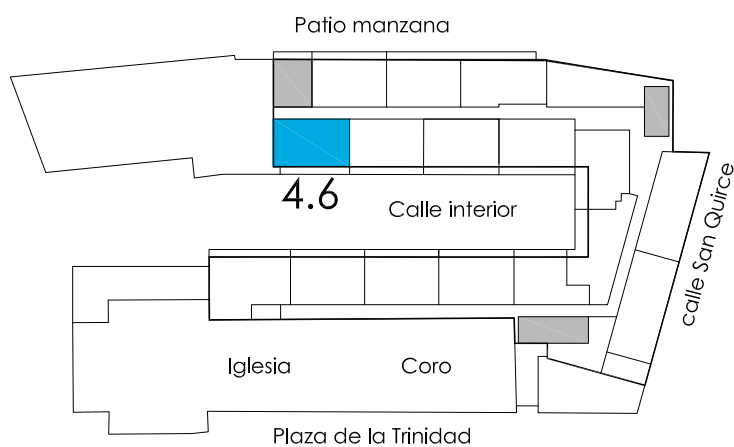 Patio manzana
4.6
Calle interior
calle San Quirce
Iglesia
Coro
Plaza de la Trinidad